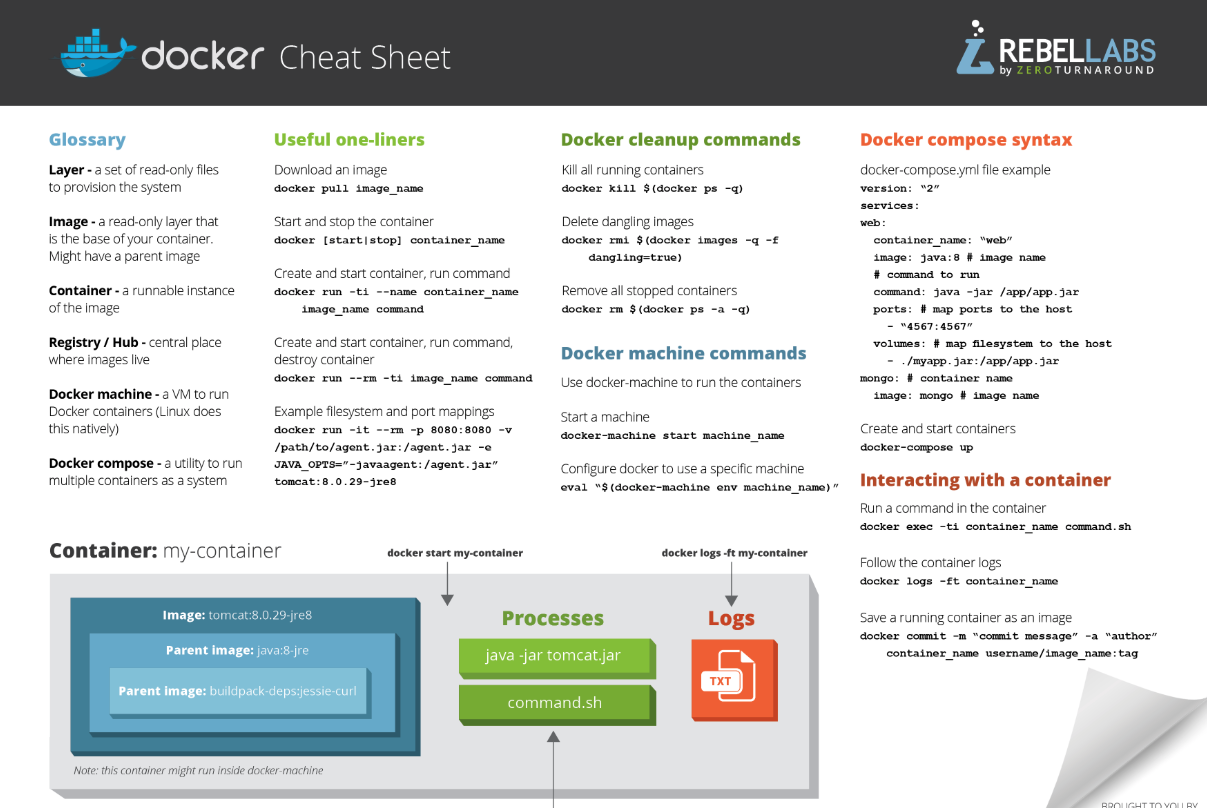 docker Cheat Sheet
REBELLABS
by ZEROTURNAROUND
Glossary
Layer - a set of read-only files
to provision the system
Image - a read-only layer that
is the base of your container.
Might have a parent image
Container - a runnable instance
of the image
Registry / Hub - central place
where images live
Docker machine - a VM to run
Docker containers (Linux does
this natively)
Docker compose - a utility to run
multiple containers as a system
Useful one-liners
Download an image
docker pull image_name
Start and stop the container
docker [start|stop] container_name
Create and start container, run command
docker run -ti --name container_name
image_name command
Create and start container, run command,
destroy container
docker run --rm -ti image_name command
Example filesystem and port mappings
docker run -it --rm -p 8080:8080 -v
/path/to/agent.jar:/agent.jar -e
JAVA_OPTS=”-javaagent:/agent.jar”
tomcat:8.0.29-jre8
Docker cleanup commands
Kill all running containers
docker kill $(docker ps -q)
Delete dangling images
docker rmi $(docker images -q -f
dangling=true)
Remove all stopped containers
docker rm $(docker ps -a -q)
Docker machine commands
Use docker-machine to run the containers
Start a machine
docker-machine start machine_name
Configure docker to use a specific machine
eval “$(docker-machine env machine_name)”
Docker compose syntax
docker-compose.yml file example
version: “2”
services:
web:
container_name: “web”
image: java:8 # image name
# command to run
command: java -jar /app/app.jar
ports: # map ports to the host
- “4567:4567”
volumes: # map filesystem to the host
- ./myapp.jar:/app/app.jar
mongo: # container name
image: mongo # image name
Create and start containers
docker-compose up
Interacting with a container
Run a command in the container
docker exec -ti container_name command.sh
Follow the container logs
docker logs -ft container_name
Save a running container as an image
docker commit -m “commit message” -a “author”
container_name username/image_name:tag
Container: my-container
docker start my-container
docker logs -ft my-container
Image: tomcat:8.0.29-jre8
Parent image: java:8-jre
Parent image: buildpack-deps:jessie-curl
Note: this container might run inside docker-machine
Processes
java -jar tomcat.jar
command.sh
Logs
TXT
BROUGHT TO YOU BY